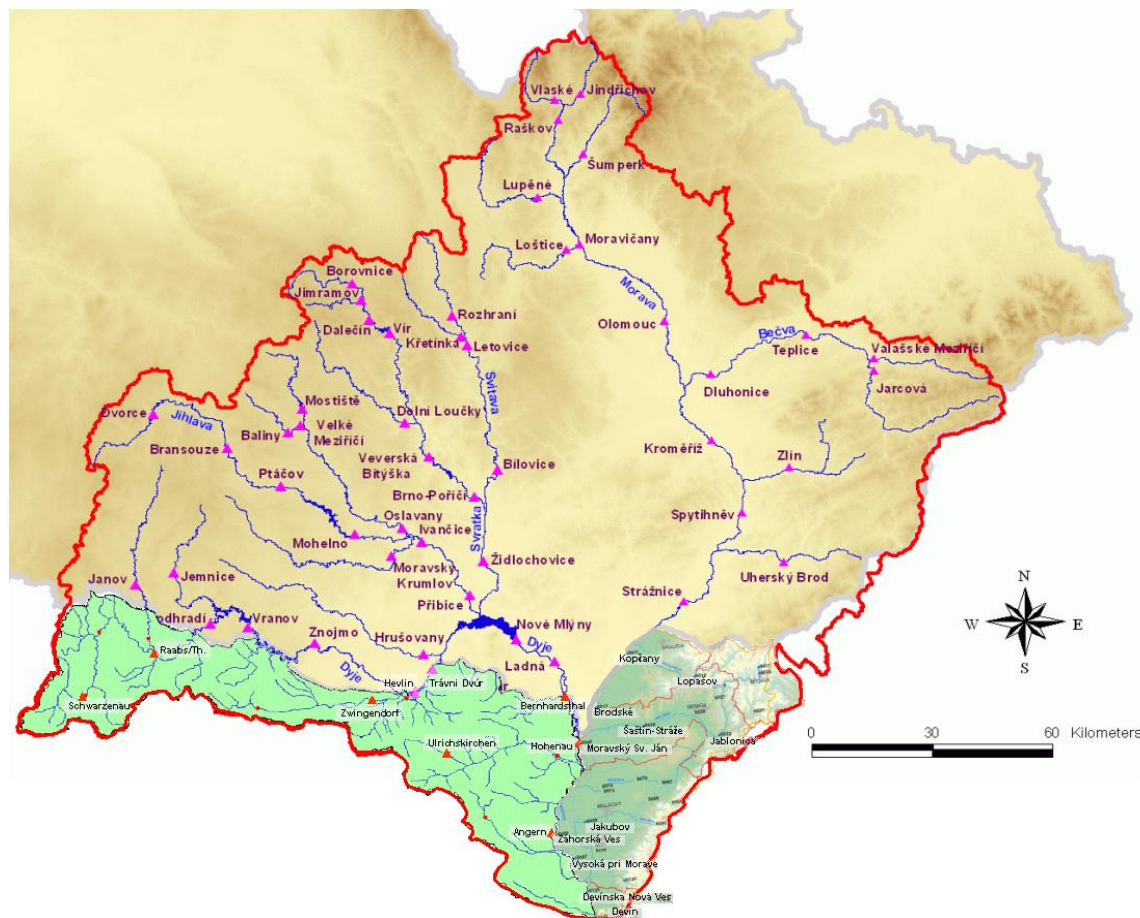 Vlaské
Jindřichov
Raškov
Šumperk
Lupěné
Loštice
Moravičany
Morava
Borovnice
Jimramov
Rozhraní
Olomouc
Dalečín
Vír
Křetínka
Letovice
Bečva
Teplice
Valašské Meziříčí
Jarcová
Dluhonice
Svitava
Dvorce
Jihlava
Mostiště
Dolní Loučky
Baliny
Velké
Meziříčí
Bransouze
Kroměříž
Veverská
Bítýška
Bílovice
Zlín
Ptáčov
Brno-Poříčí
Spytihněv
Oslavany
Ivančice
Svratka
Mohelno
Moravsky
Krumlov
Židlochovice
Uherský Brod
Janov
Jemnice
Přibice
Strážnice
odhradí
Vranov
Znojmo
Hrušovany
Nové Mlýny
Dyje
Ladná
Dyje
Raabs/Th.
Schwarzenau
Hevlín
Trávní Dvůr
Zwingendorf
Bernhardsthal
Kopčany
Lopašov
Brodské
Šaštín-Stráže
Jablonica
Ulrichskirchen
Hohenau
Moravský Sv. Ján
Angern
Jakubov
Záhorská Ves
Vysoká pri Morave
Devínska Nová Ves
Devín
N
W
E
S
0
30
60
Kilometers